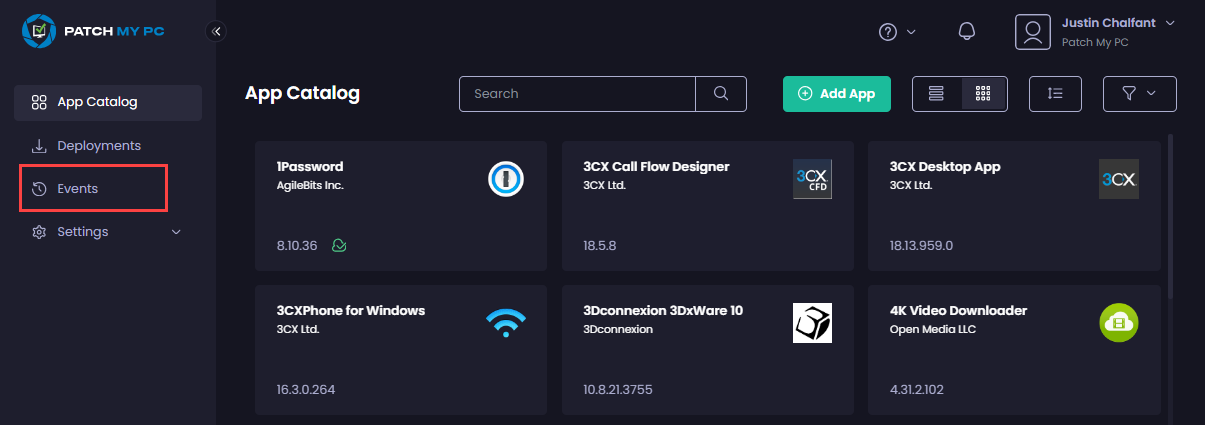 PATCH MY PC
Justin Chalfant
Patch My PC
App Catalog
Deployments
Events
Settings
App Catalog
Search
Add App
1Password
AgileBits Inc.
8.10.36
3CX Call Flow Designer
3CX Ltd.
3CX
CFD
18.5.8
3CX Desktop App
3CX Ltd.
3CX
18.13.959.0
3CXPhone for Windows
3CX Ltd.
16.3.0.264
3Dconnexion 3DxWare 10
3Dconnexion
10.8.21.3755
4K Video Downloader
Open Media LLC
4.31.2.102